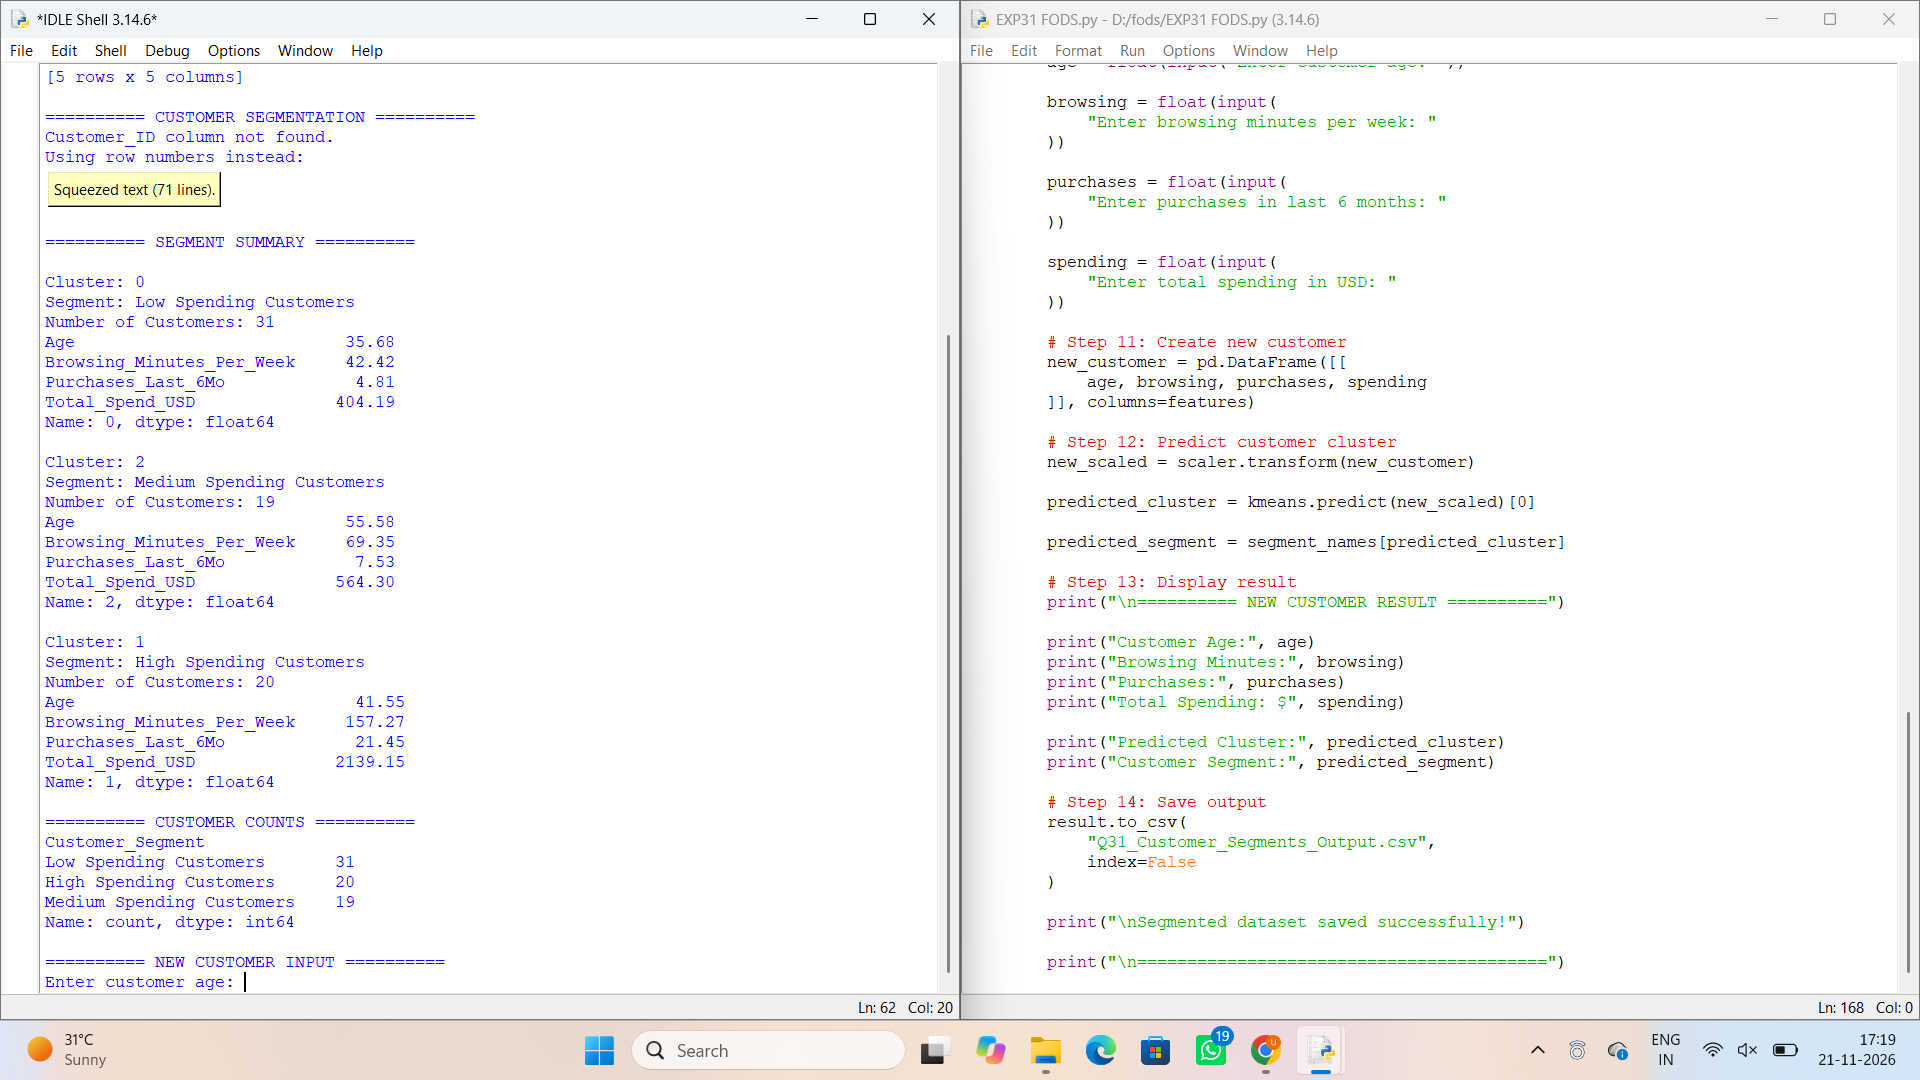 *IDLE Shell 3.14.6*
File Edit Shell Debug Options Window Help
[5 rows x 5 columns]
========== CUSTOMER SEGMENTATION ==========
Customer_ID column not found.
Using row numbers instead:
Squeezed text (71 lines).
========== SEGMENT SUMMARY ==========
Cluster: 0
Segment: Low Spending Customers
Number of Customers: 31
Age 35.68
Browsing_Minutes_Per_Week 42.42
Purchases_Last_6Mo 4.81
Total_Spend_USD 404.19
Name: 0, dtype: float64
Cluster: 2
Segment: Medium Spending Customers
Number of Customers: 19
Age 55.58
Browsing_Minutes_Per_Week 69.35
Purchases_Last_6Mo 7.53
Total_Spend_USD 564.30
Name: 2, dtype: float64
Cluster: 1
Segment: High Spending Customers
Number of Customers: 20
Age 41.55
Browsing_Minutes_Per_Week 157.27
Purchases_Last_6Mo 21.45
Total_Spend_USD 2139.15
Name: 1, dtype: float64
========== CUSTOMER COUNTS ==========
Customer_Segment
Low Spending Customers 31
High Spending Customers 20
Medium Spending Customers 19
Name: count, dtype: int64
========== NEW CUSTOMER INPUT ==========
Enter customer age:
Ln: 62 Col: 20
EXP31 FODS.py - D:/fods/EXP31 FODS.py (3.14.6)
File Edit Format Run Options Window Help
browsing = float(input(
"Enter browsing minutes per week: "
))
purchases = float(input(
"Enter purchases in last 6 months: "
))
spending = float(input(
"Enter total spending in USD: "
))
# Step 11: Create new customer
new_customer = pd.DataFrame([[
age, browsing, purchases, spending
]], columns=features)
# Step 12: Predict customer cluster
new_scaled = scaler.transform(new_customer)
predicted_cluster = kmeans.predict(new_scaled)[0]
predicted_segment = segment_names[predicted_cluster]
# Step 13: Display result
print("\n========== NEW CUSTOMER RESULT ==========")
print("Customer Age:", age)
print("Browsing Minutes:", browsing)
print("Purchases:", purchases)
print("Total Spending: $", spending)
print("Predicted Cluster:", predicted_cluster)
print("Customer Segment:", predicted_segment)
# Step 14: Save output
result.to_csv(
"Q31_Customer_Segments_Output.csv",
index=False
)
print("\nSegmented dataset saved successfully!")
print("\n=========================================")
Ln: 168 Col: 0
31°C
Sunny
Search
19
ENG
IN
17:19
21-11-2026